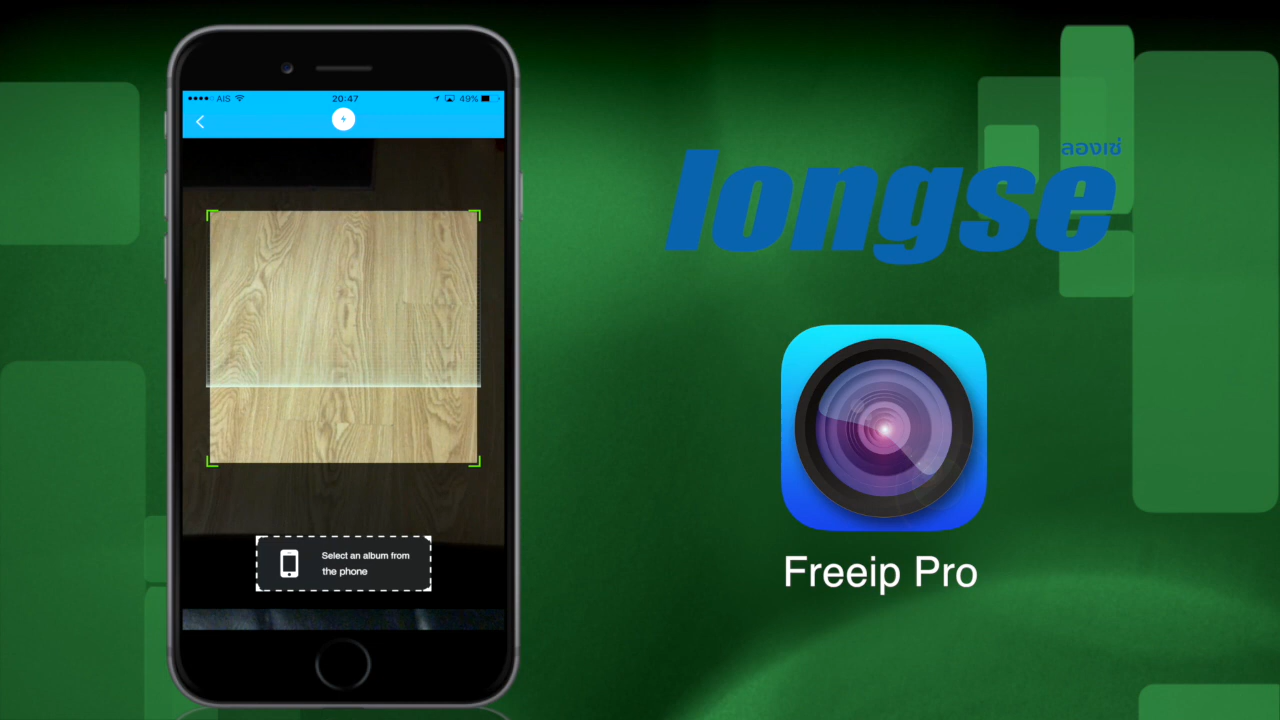 AIS
20:47
49%
Select an album from
the phone
ลองเซ่
longse
Freeip Pro